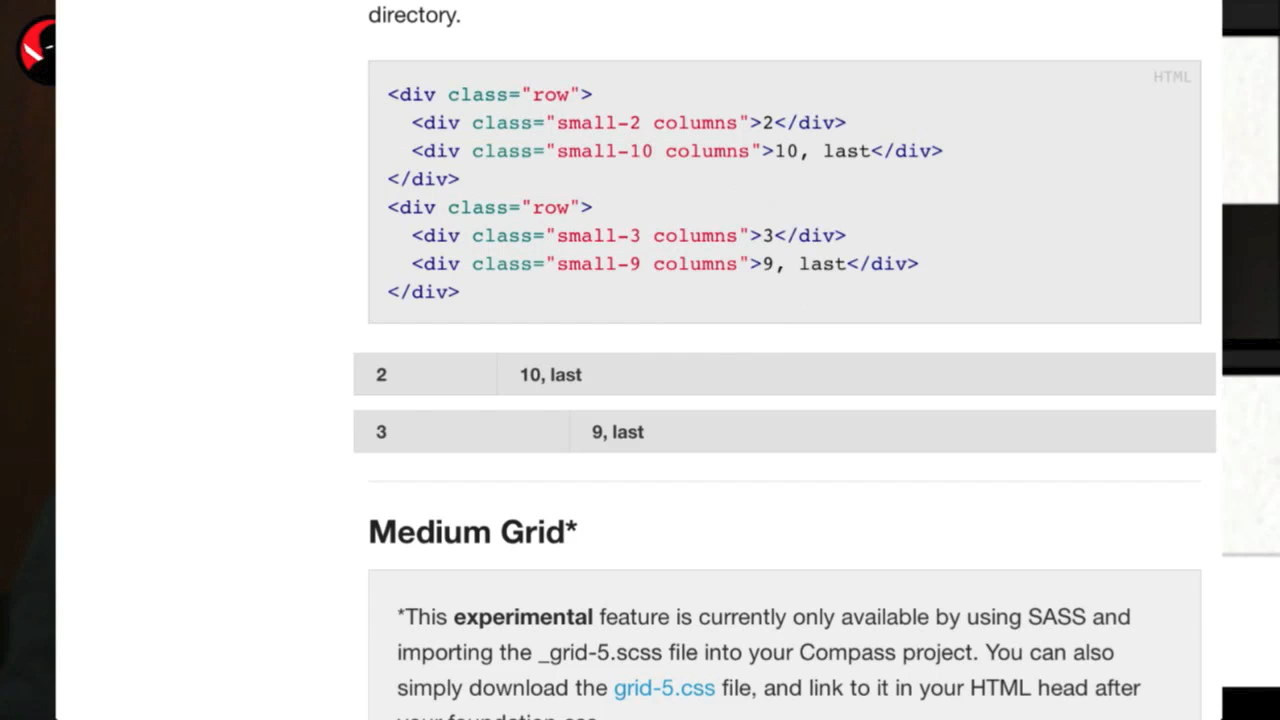 directory.
HTML
<div class="row">
<div class="small-2 columns">2</div>
<div class="small-10 columns">10, last</div>
</div>
<div class="row">
<div class="small-3 columns">3</div>
<div class="small-9 columns">9, last</div>
</div>
2 10, last
3 9, last
Medium Grid*
*This experimental feature is currently only available by using SASS and
importing the _grid-5.scss file into your Compass project. You can also
simply download the grid-5.css file, and link to it in your HTML head after
your foundation.css